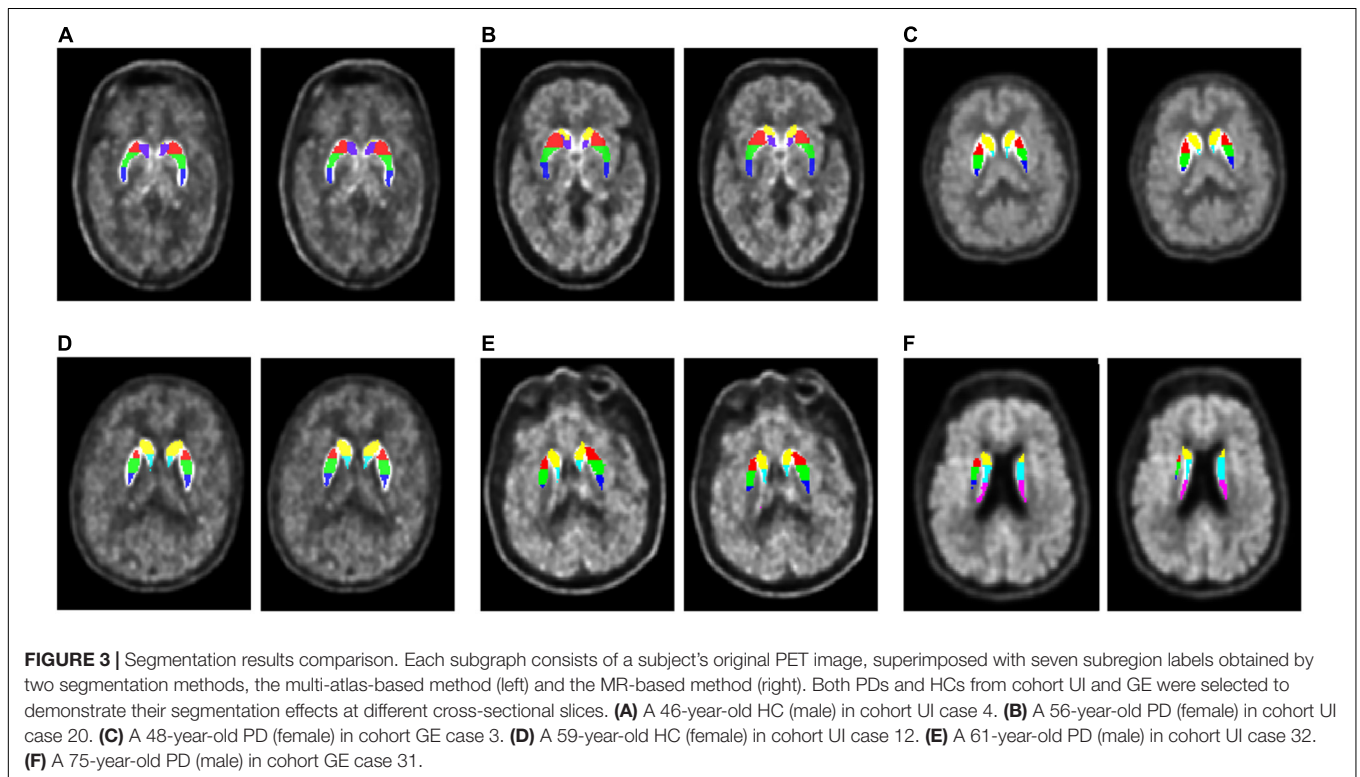 A
B
C
D
E
F
FIGURE 3 | Segmentation results comparison. Each subgraph consists of a subject's original PET image, superimposed with seven subregion labels obtained by
two segmentation methods, the multi-atlas-based method (left) and the MR-based method (right). Both PDs and HCs from cohort UI and GE were selected to
demonstrate their segmentation effects at different cross-sectional slices. (A) A 46-year-old HC (male) in cohort UI case 4. (B) A 56-year-old PD (female) in cohort UI
case 20. (C) A 48-year-old PD (female) in cohort GE case 3. (D) A 59-year-old HC (female) in cohort UI case 12. (E) A 61-year-old PD (male) in cohort UI case 32.
(F) A 75-year-old PD (male) in cohort GE case 31.